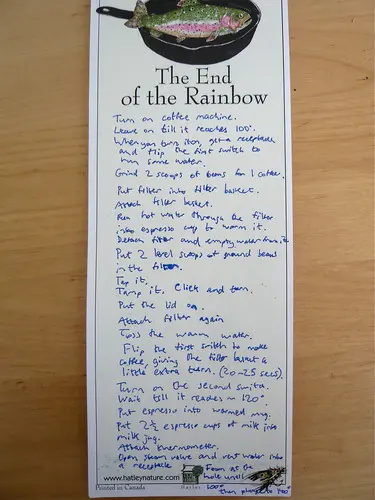 The End
of the Rainbow
Turn on coffee machine.
Leave on till it reaches 100°.
When you turn it on, get a receptacle
and flip the first switch to
run some water.
Grind 2 scoops of beans for 1 coffee.
Put filter into filter basket.
Attach filter basket.
Run hot water through the filter
into espresso cup to warm it.
Detach filter and empty water from it
Put 2 level scoops of ground beans
in the filter.
Tap it.
Tamp it. Click and turn.
Put the lid on.
Attach filter again
Toss the warm water.
Flip the first switch to make
coffee, giving the filter basket a
little extra turn. (20-25 secs).
Turn on the second switch.
Wait till it reaches ~ 120°
Put espresso into warmed mug.
Put 2½ espresso cups of milk into
milk jug.
Attach thermometer.
Open steam valve and vent water into
a receptacle
Foam at the
hole until
100°
then plunge to 140°
www.hatleynature.com
Hatley
Printed in Canada